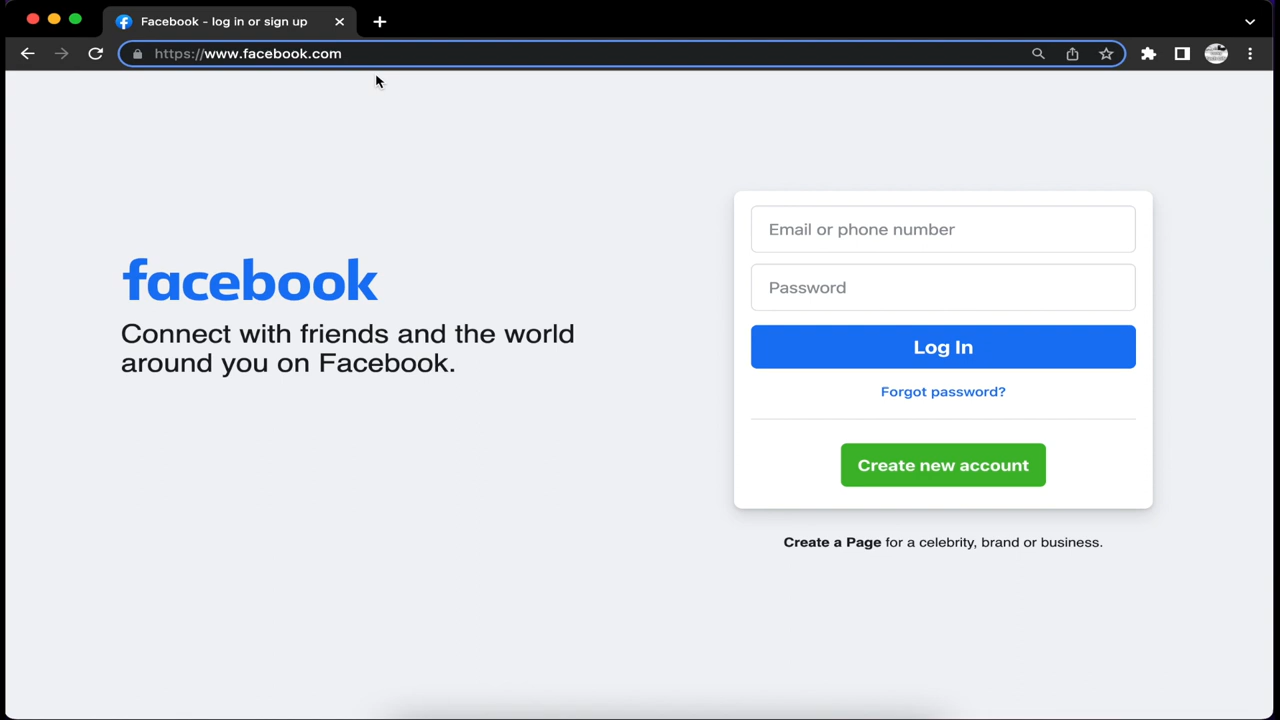 Facebook - log in or sign up
https://www.facebook.com
facebook
Connect with friends and the world
around you on Facebook.
Email or phone number
Password
Log In
Forgot password?
Create new account
Create a Page for a celebrity, brand or business.